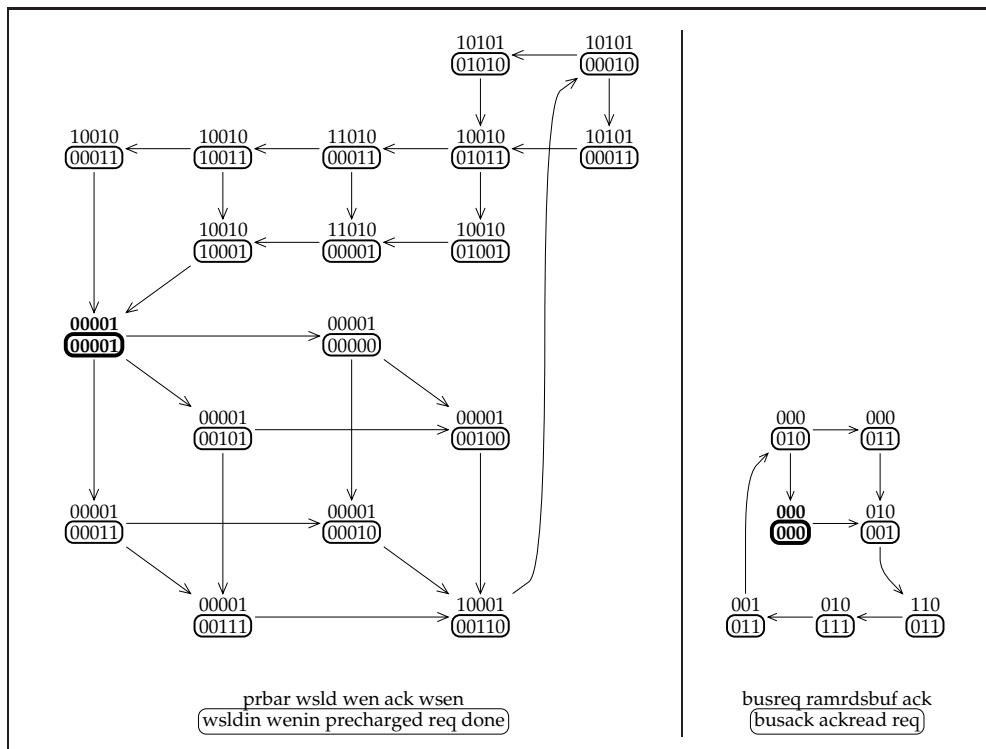 10101 10101
01010 00010
10010 10010 11010 10010 10101
00011 10011 00011 01011 00011
10010 11010 10010
10001 00001 01001
00001 00001
00001 00000
00001 00001
00101 00100
000 000
010 011
00001 00001
00011 00010
000 010
000 001
00001 10001
00111 00110
001 010 110
011 111 011
prbar wsld wen ack wsen
wsldin wenin precharged req done
busreq ramrdsbuf ack
busack ackread req